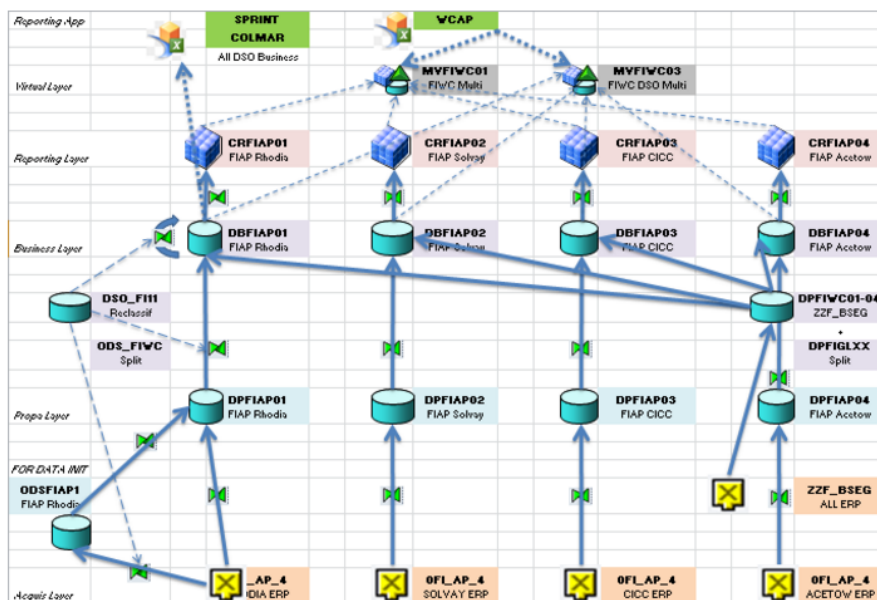 Reporting App
SPRINT
COLMAR
All DSO Business
WCAP
Virtual Layer
MVFIWC01
FIWC Multi
MVFIWC03
FIWC DSO Multi
Reporting Layer
CRFIAP01
FIAP Rhodia
CRFIAP02
FIAP Solvay
CRFIAP03
FIAP CICC
CRFIAP04
FIAP Acetow
Business Layer
DBFIAP01
FIAP Rhodia
DBFIAP02
FIAP Solvay
DBFIAP03
FIAP CICC
DBFIAP04
FIAP Acetow
DSO_FI11
Reclassif
DPFIWC01-04
ZZF_BSEG
+
ODS_FIWC
Split
DPFIGLXX
Split
Propa Layer
DPFIAP01
FIAP Rhodia
DPFIAP02
FIAP Solvay
DPFIAP03
FIAP CICC
DPFIAP04
FIAP Acetow
FOR DATA INIT
ODSFIAP1
FIAP Rhodia
ZZF_BSEG
ALL ERP
Acquis Layer
_AP_4
DIA ERP
0FI_AP_4
SOLVAY ERP
0FI_AP_4
CICC ERP
0FI_AP_4
ACETOW ERP